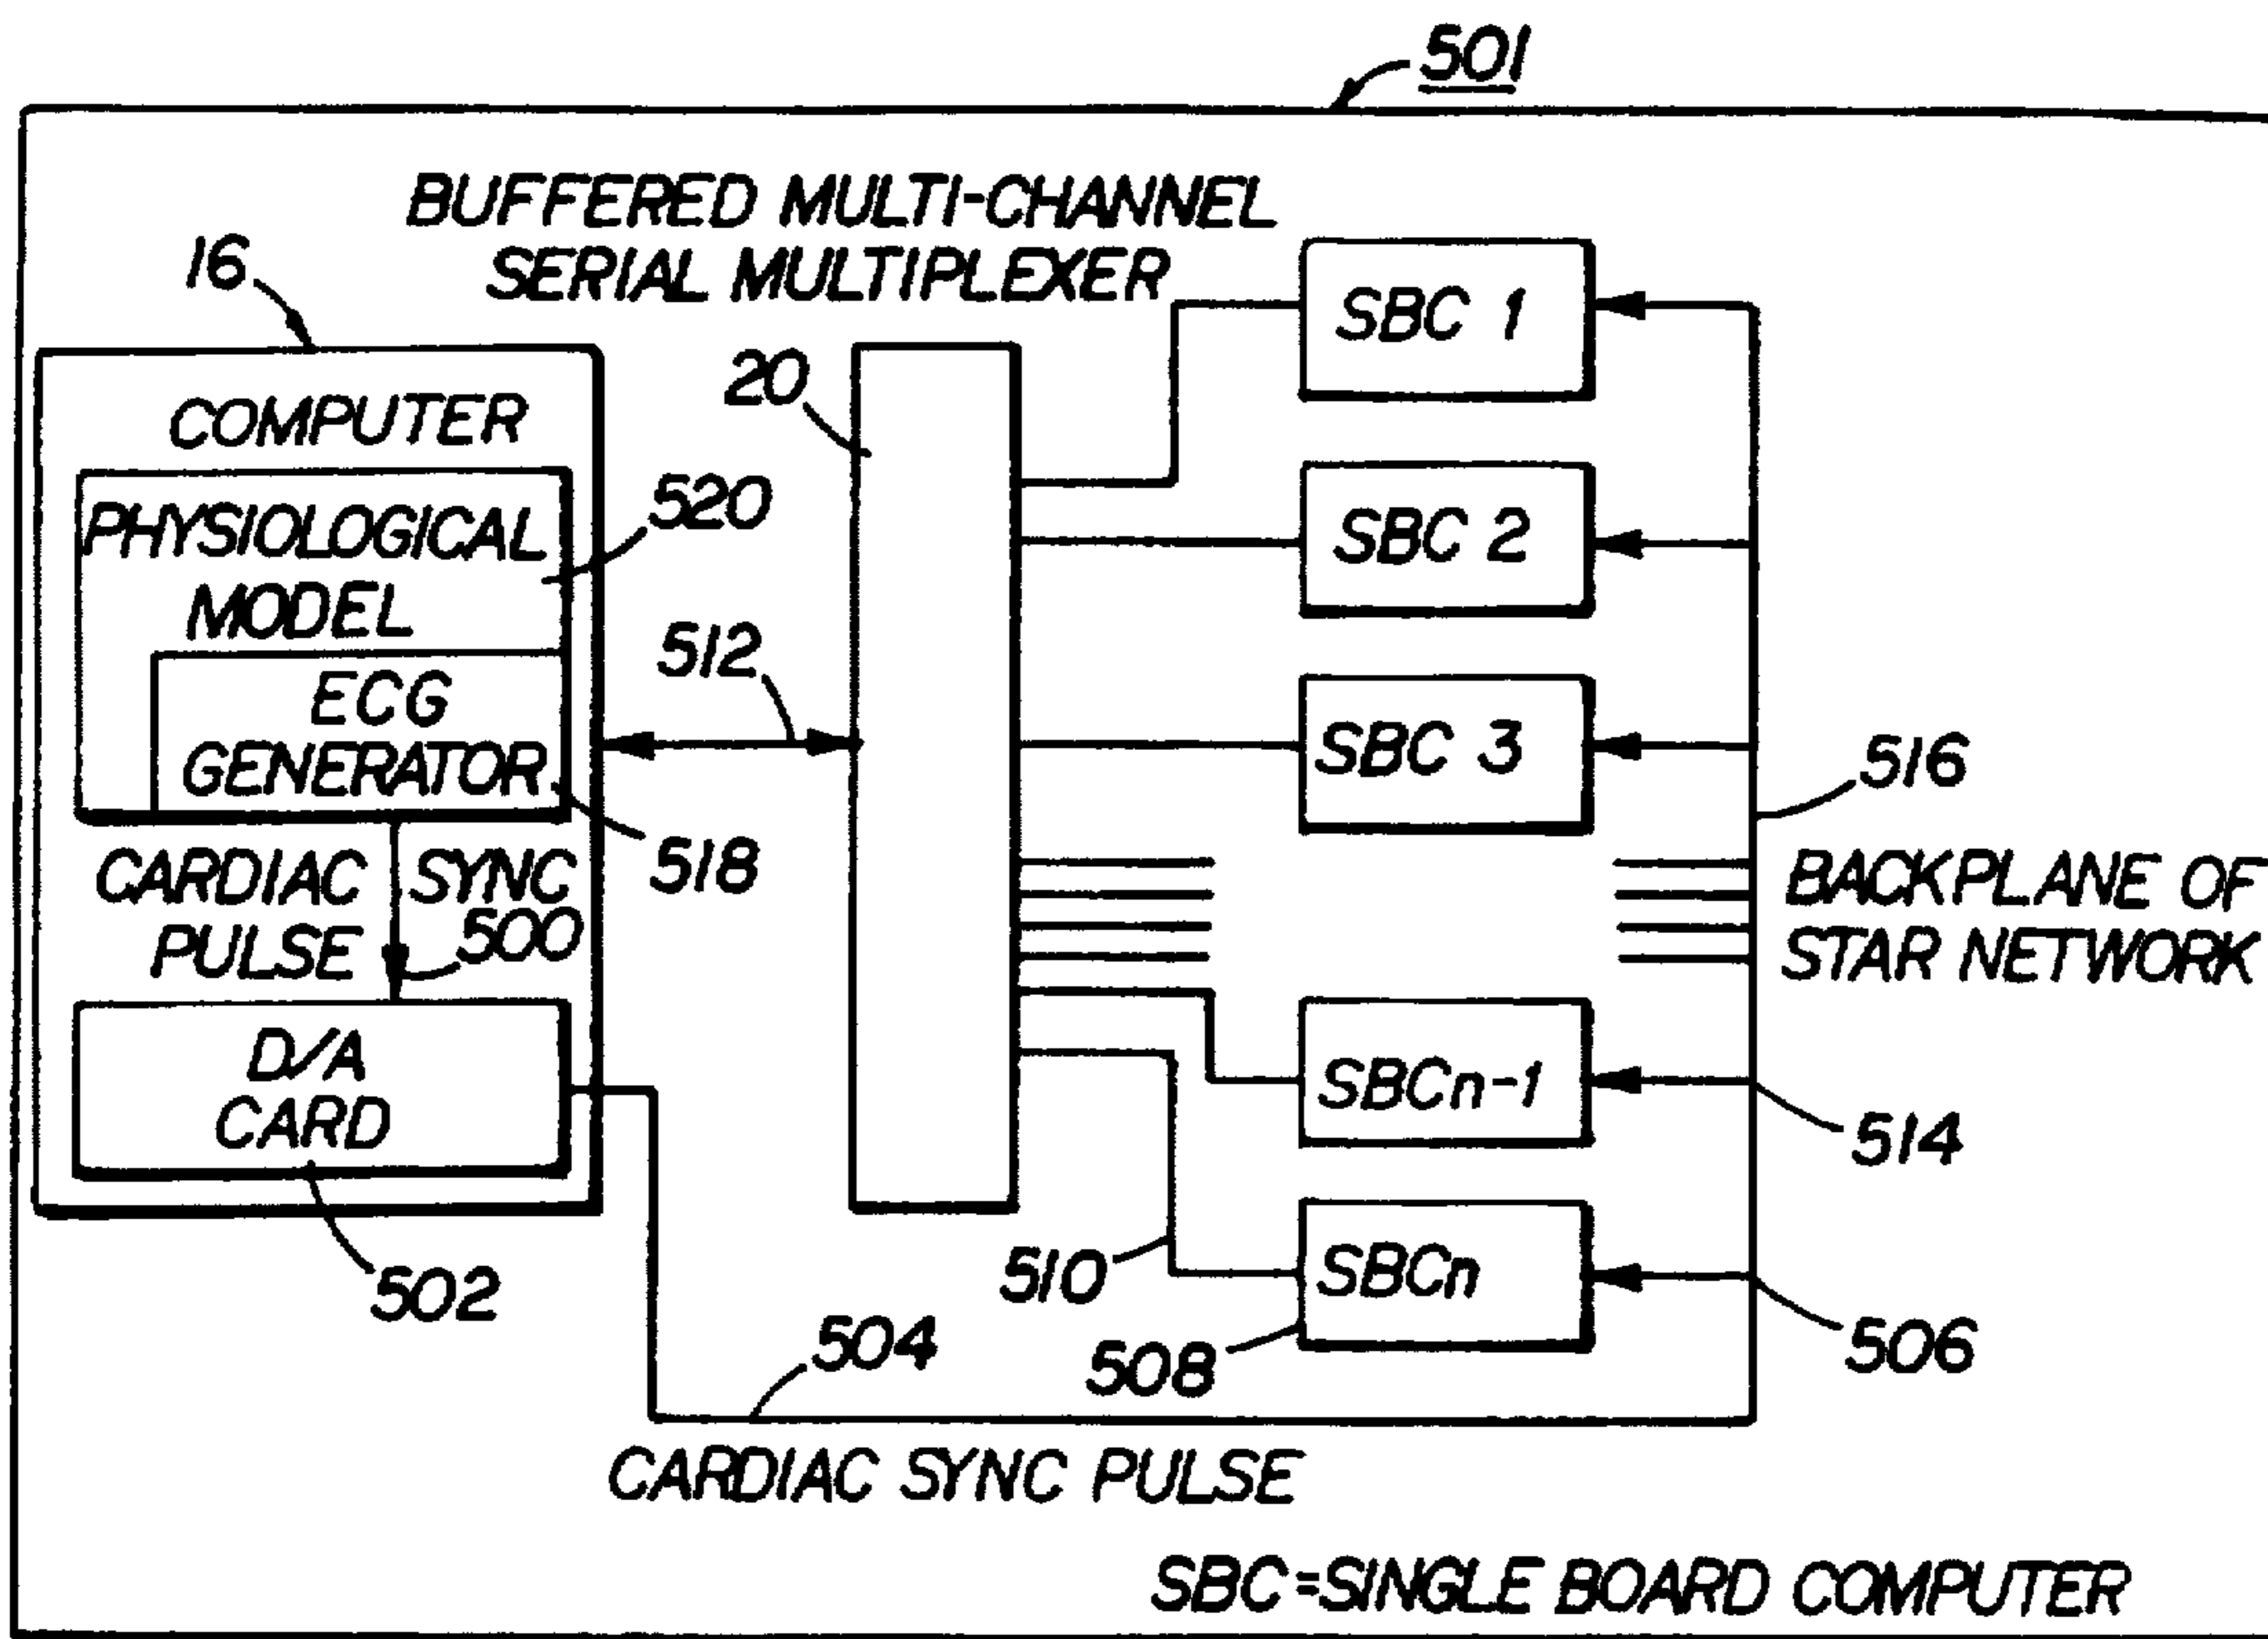 501
BUFFERED MULTI-CHANNEL
SERIAL MULTIPLEXER
16
20
COMPUTER
PHYSIOLOGICAL
MODEL
520
ECG
GENERATOR
518
512
CARDIAC SYNC
PULSE
500
D/A
CARD
502
SBC 1
SBC 2
SBC 3
SBCn-1
SBCn
516
BACKPLANE OF
STAR NETWORK
514
506
510
508
504
CARDIAC SYNC PULSE
SBC=SINGLE BOARD COMPUTER